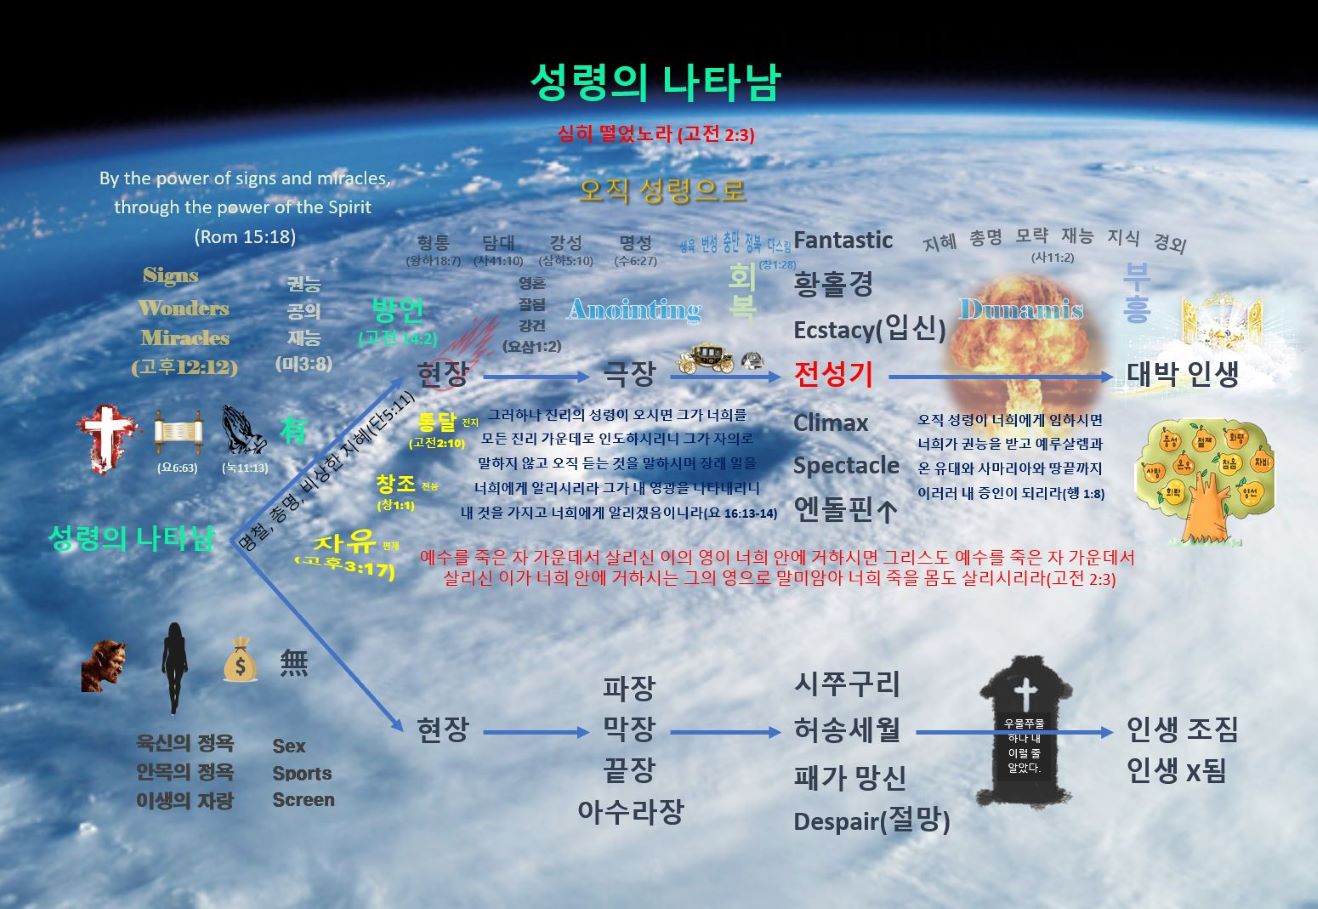 성령의 나타남
심히 떨었노라 (고전 2:3)
오직 성령으로
By the power of signs and miracles,
through the power of the Spirit
(Rom 15:18)
Signs
Wonders
Miracles
(고후12:12)
권능
공의
재능
(미3:8)
방언
(고전 14:2)
형통
(왕하18:7)
담대
(사41:10)
강성
(삼하5:10)
명성
(수6:27)
생육 번성 충만 정복 다스림
(창1:28)
영혼
잘됨
강건
(요삼1:2)
Anointing
회
복
Fantastic
황홀경
Ecstacy(입신)
전성기
Climax
Spectacle
엔돌핀↑
지혜 총명 모략 재능 지식 경외
(사11:2)
Dunamis
부
흥
현장
극장
대박 인생
(요6:63)
(눅11:13)
有
명철, 총명, 비상한 지혜(단5:11)
통달 전지
(고전2:10)
창조 전능
(창1:1)
자유 편재
(고후3:17)
그러하나 진리의 성령이 오시면 그가 너희를
모든 진리 가운데로 인도하시리니 그가 자의로
말하지 않고 오직 듣는 것을 말하시며 장래 일을
너희에게 알리시리라 그가 내 영광을 나타내리니
내 것을 가지고 너희에게 알리겠음이니라(요 16:13-14)
오직 성령이 너희에게 임하시면
너희가 권능을 받고 예루살렘과
온 유대와 사마리아와 땅끝까지
이러러 내 증인이 되리라(행 1:8)
충성
절제
화평
사랑
온유
참음
자비
희락
양선
성령의 나타남
예수를 죽은 자 가운데서 살리신 이의 영이 너희 안에 거하시면 그리스도 예수를 죽은 자 가운데서
살리신 이가 너희 안에 거하시는 그의 영으로 말미암아 너희 죽을 몸도 살리시리라(고전 2:3)
$
無
육신의 정욕
안목의 정욕
이생의 자랑
Sex
Sports
Screen
현장
파장
막장
끝장
아수라장
시쭈구리
허송세월
패가 망신
Despair(절망)
우물쭈물
하다 내
이럴 줄
알았다.
인생 조짐
인생 X됨